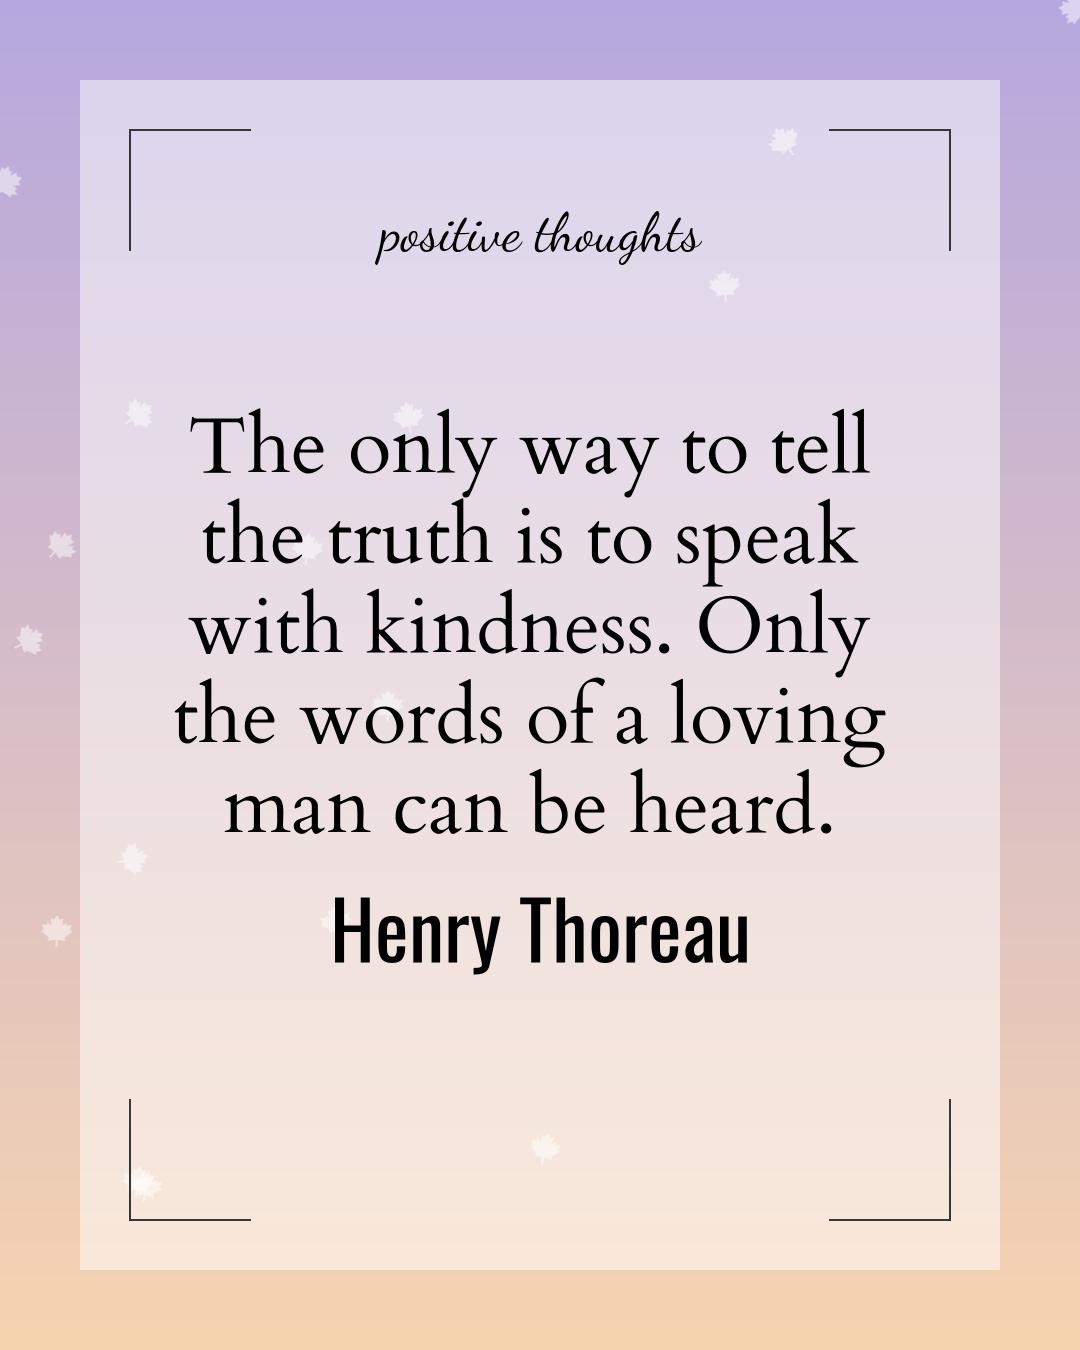 positive thoughts
The only way to tell
the truth is to speak
with kindness. Only
the words of a loving
man can be heard.
Henry Thoreau